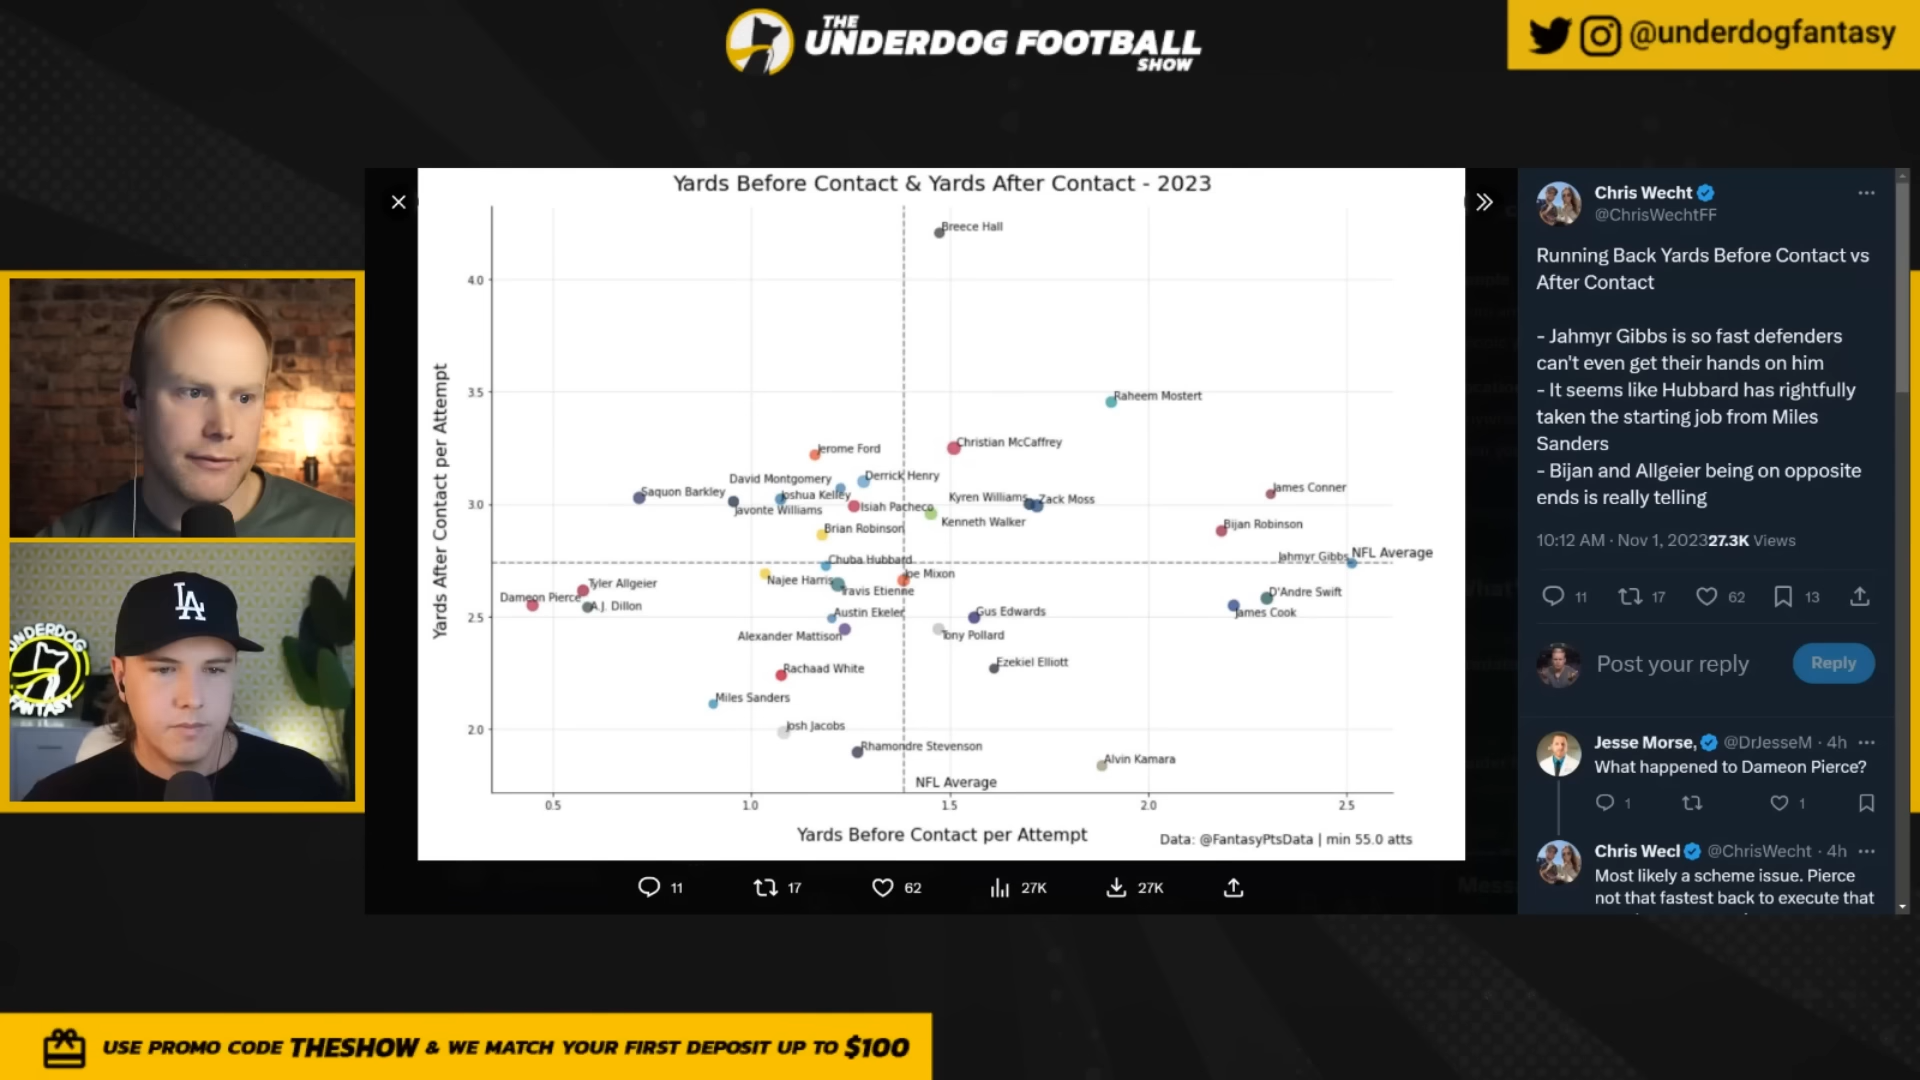 THE
UNDERDOG FOOTBALL
SHOW
@underdogfantasy
Yards Before Contact & Yards After Contact - 2023
Breece Hall
4.0
3.5
Raheem Mostert
Christian McCaffrey
Jerome Ford
David Montgomery
Derrick Henry
James Conner
Saquon Barkley
Joshua Kelley
Kyren Williams
Zack Moss
3.0
Javonte Williams
Isiah Pacheco
Kenneth Walker
Bijan Robinson
Brian Robinson
Jahmyr Gibbs
NFL Average
Chuba Hubbard
Joe Mixon
Najee Harris
Tyler Allgeier
Travis Etienne
D'Andre Swift
Dameon Pierce
A.J. Dillon
2.5
Austin Ekeler
Gus Edwards
James Cook
Alexander Mattison
Tony Pollard
Rachaad White
Ezekiel Elliott
Miles Sanders
2.0
Josh Jacobs
Rhamondre Stevenson
Alvin Kamara
NFL Average
0.5
1.0
1.5
2.0
2.5
Yards After Contact per Attempt
Yards Before Contact per Attempt
Data: @FantasyPtsData | min 55.0 atts
11
17
62
27K
27K
Chris Wecht
@ChrisWechtFF
Running Back Yards Before Contact vs
After Contact
- Jahmyr Gibbs is so fast defenders
can't even get their hands on him
- It seems like Hubbard has rightfully
taken the starting job from Miles
Sanders
- Bijan and Allgeier being on opposite
ends is really telling
10:12 AM · Nov 1, 202327.3K Views
11
17
62
13
Post your reply
Reply
Jesse Morse, @DrJesseM · 4h
What happened to Dameon Pierce?
1
1
Chris Wecl @ChrisWecht · 4h
Most likely a scheme issue. Pierce
not that fastest back to execute that
UNDERDOG
FANTASY
LA
USE PROMO CODE THESHOW & WE MATCH YOUR FIRST DEPOSIT UP TO $100